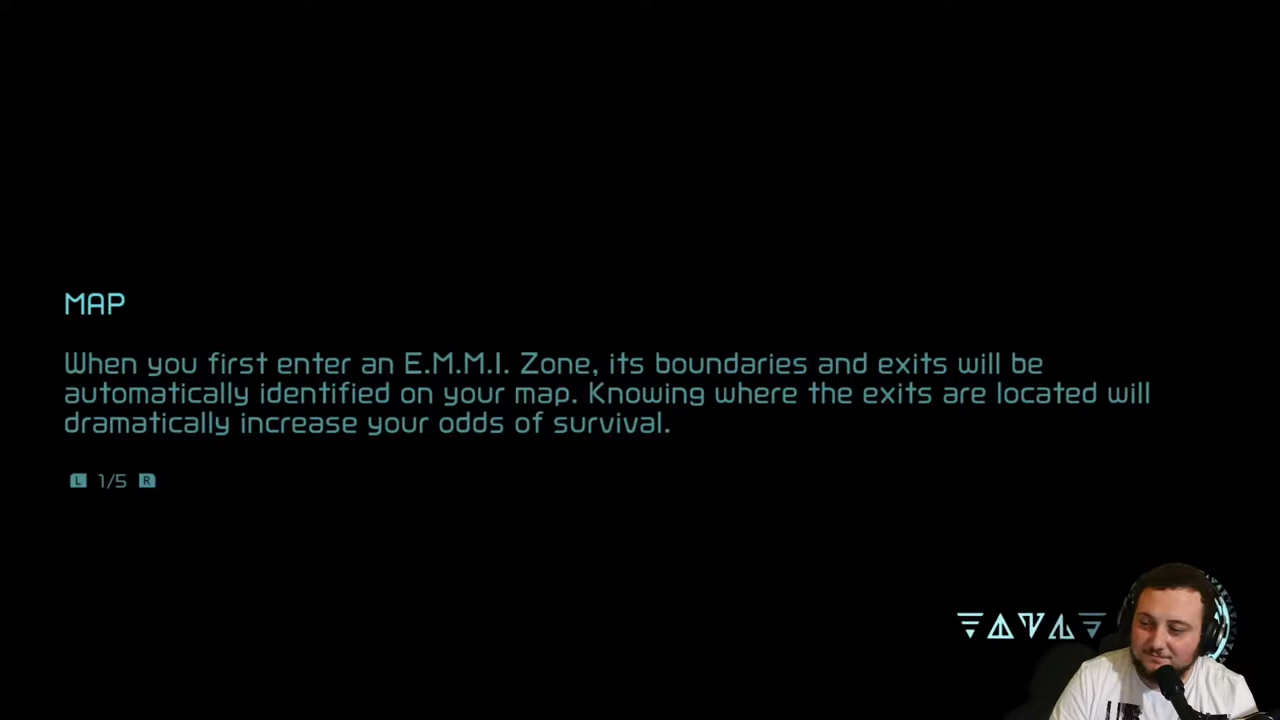 MAP
When you first enter an E.M.M.I. Zone, its boundaries and exits will be
automatically identified on your map. Knowing where the exits are located will
dramatically increase your odds of survival.
L 1/5 R